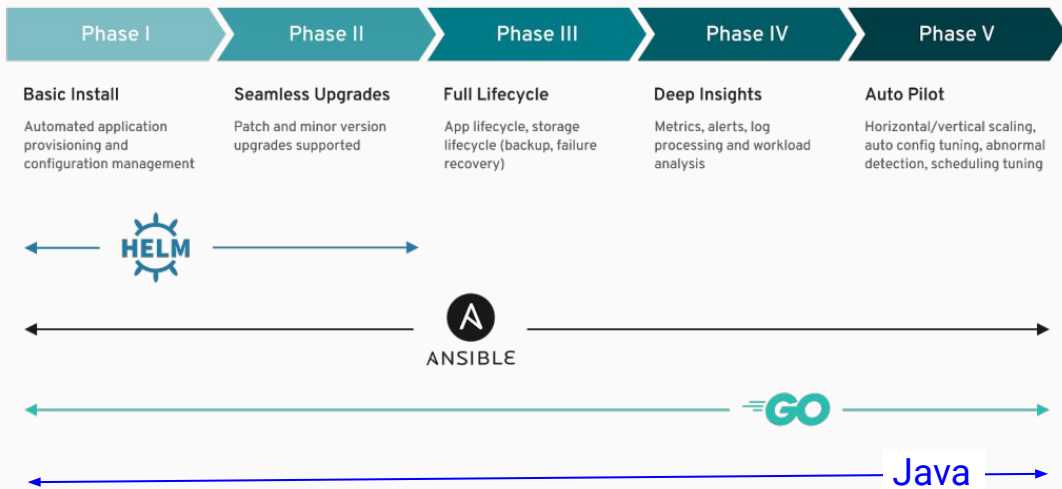 Phase I
Phase II
Phase III
Phase IV
Phase V
Basic Install
Automated application
provisioning and
configuration management
Seamless Upgrades
Patch and minor version
upgrades supported
Full Lifecycle
App lifecycle, storage
lifecycle (backup, failure
recovery)
Deep Insights
Metrics, alerts, log
processing and workload
analysis
Auto Pilot
Horizontal/vertical scaling,
auto config tuning, abnormal
detection, scheduling tuning
HELM
ANSIBLE
GO
Java